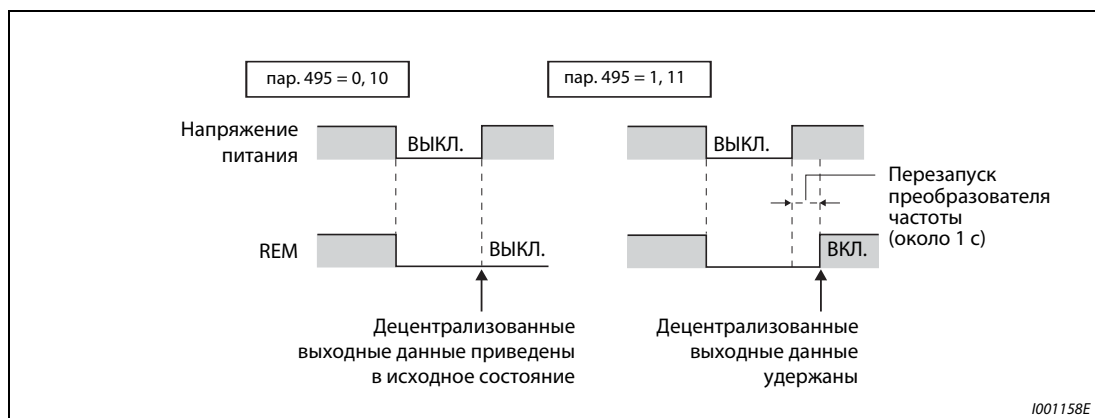 пар. 495 = 0, 10
пар. 495 = 1, 11
Напряжение
питания
ВЫКЛ.
ВЫКЛ.
Перезапуск
преобразователя
частоты
(около 1 с)
REM
ВЫКЛ.
ВКЛ.
Децентрализованные
выходные данные приведены
в исходное состояние
Децентрализованные
выходные данные
удержаны
I001158E